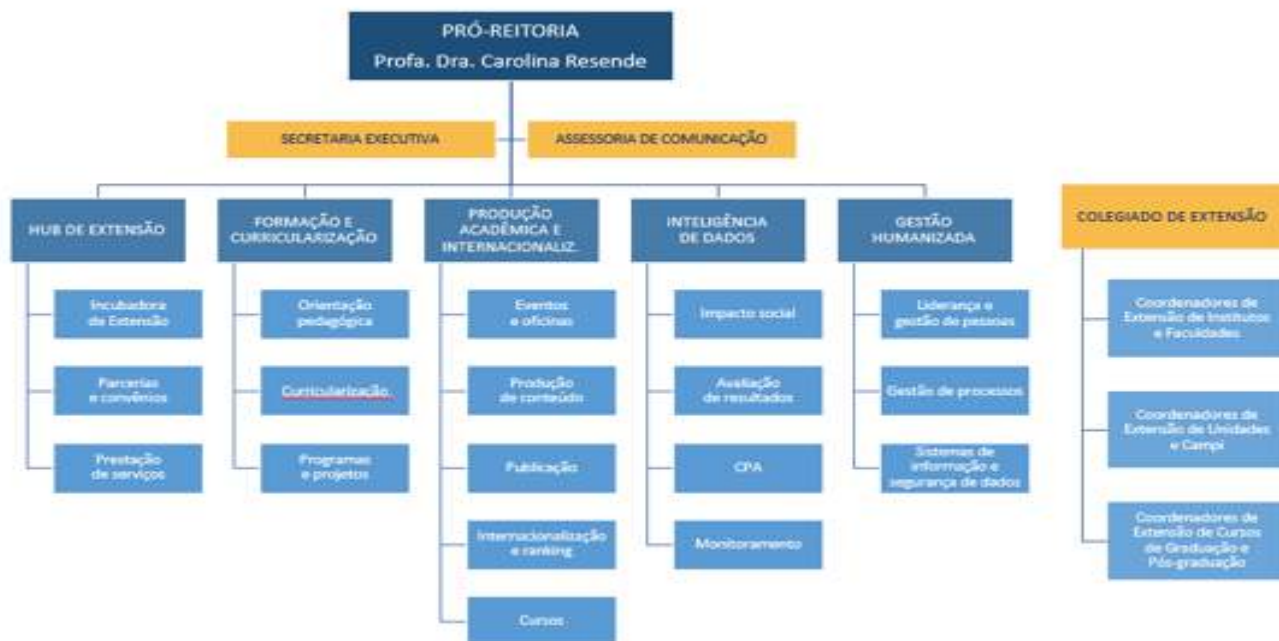 PRÓ-REITORIA
Profa. Dra. Carolina Resende
SECRETARIA EXECUTIVA
ASSESSORIA DE COMUNICAÇÃO
HUB DE EXTENSÃO
Incubadora
de Extensão
Parcerias
e convênios
Prestação
de serviços
FORMAÇÃO E
CURRICULARIZAÇÃO
Orientação
pedagógica
Curricularização
Programas
e projetos
PRODUÇÃO
ACADÊMICA E
INTERNACIONALIZ.
Eventos
e oficinas
Produção
de conteúdo
Publicação
Internacionalização
e ranking
Cursos
INTELIGÊNCIA
DE DADOS
Impacto social
Avaliação
de resultados
CPA
Monitoramento
GESTÃO
HUMANIZADA
Liderança e
gestão de pessoas
Gestão de processos
Sistemas de
informação e
segurança de dados
COLEGIADO DE EXTENSÃO
Coordenadores de
Extensão de Institutos
e Faculdades
Coordenadores de
Extensão de Unidades
e Campi
Coordenadores de
Extensão de Cursos
de Graduação e
Pós-graduação